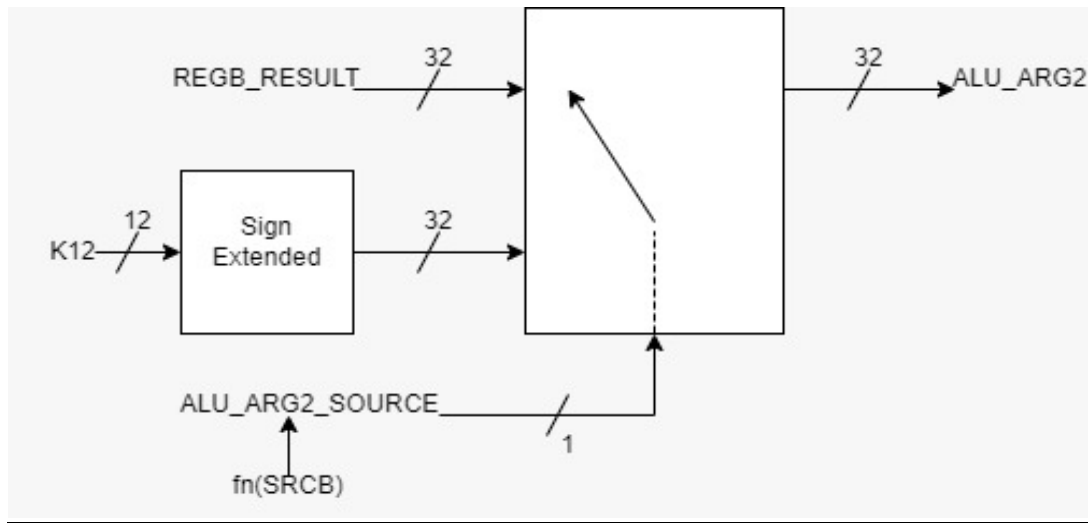 32
32
REGB_RESULT
ALU_ARG2
12
Sign
32
K12
Extended
ALU_ARG2_SOURCE
1
fn(SRCB)